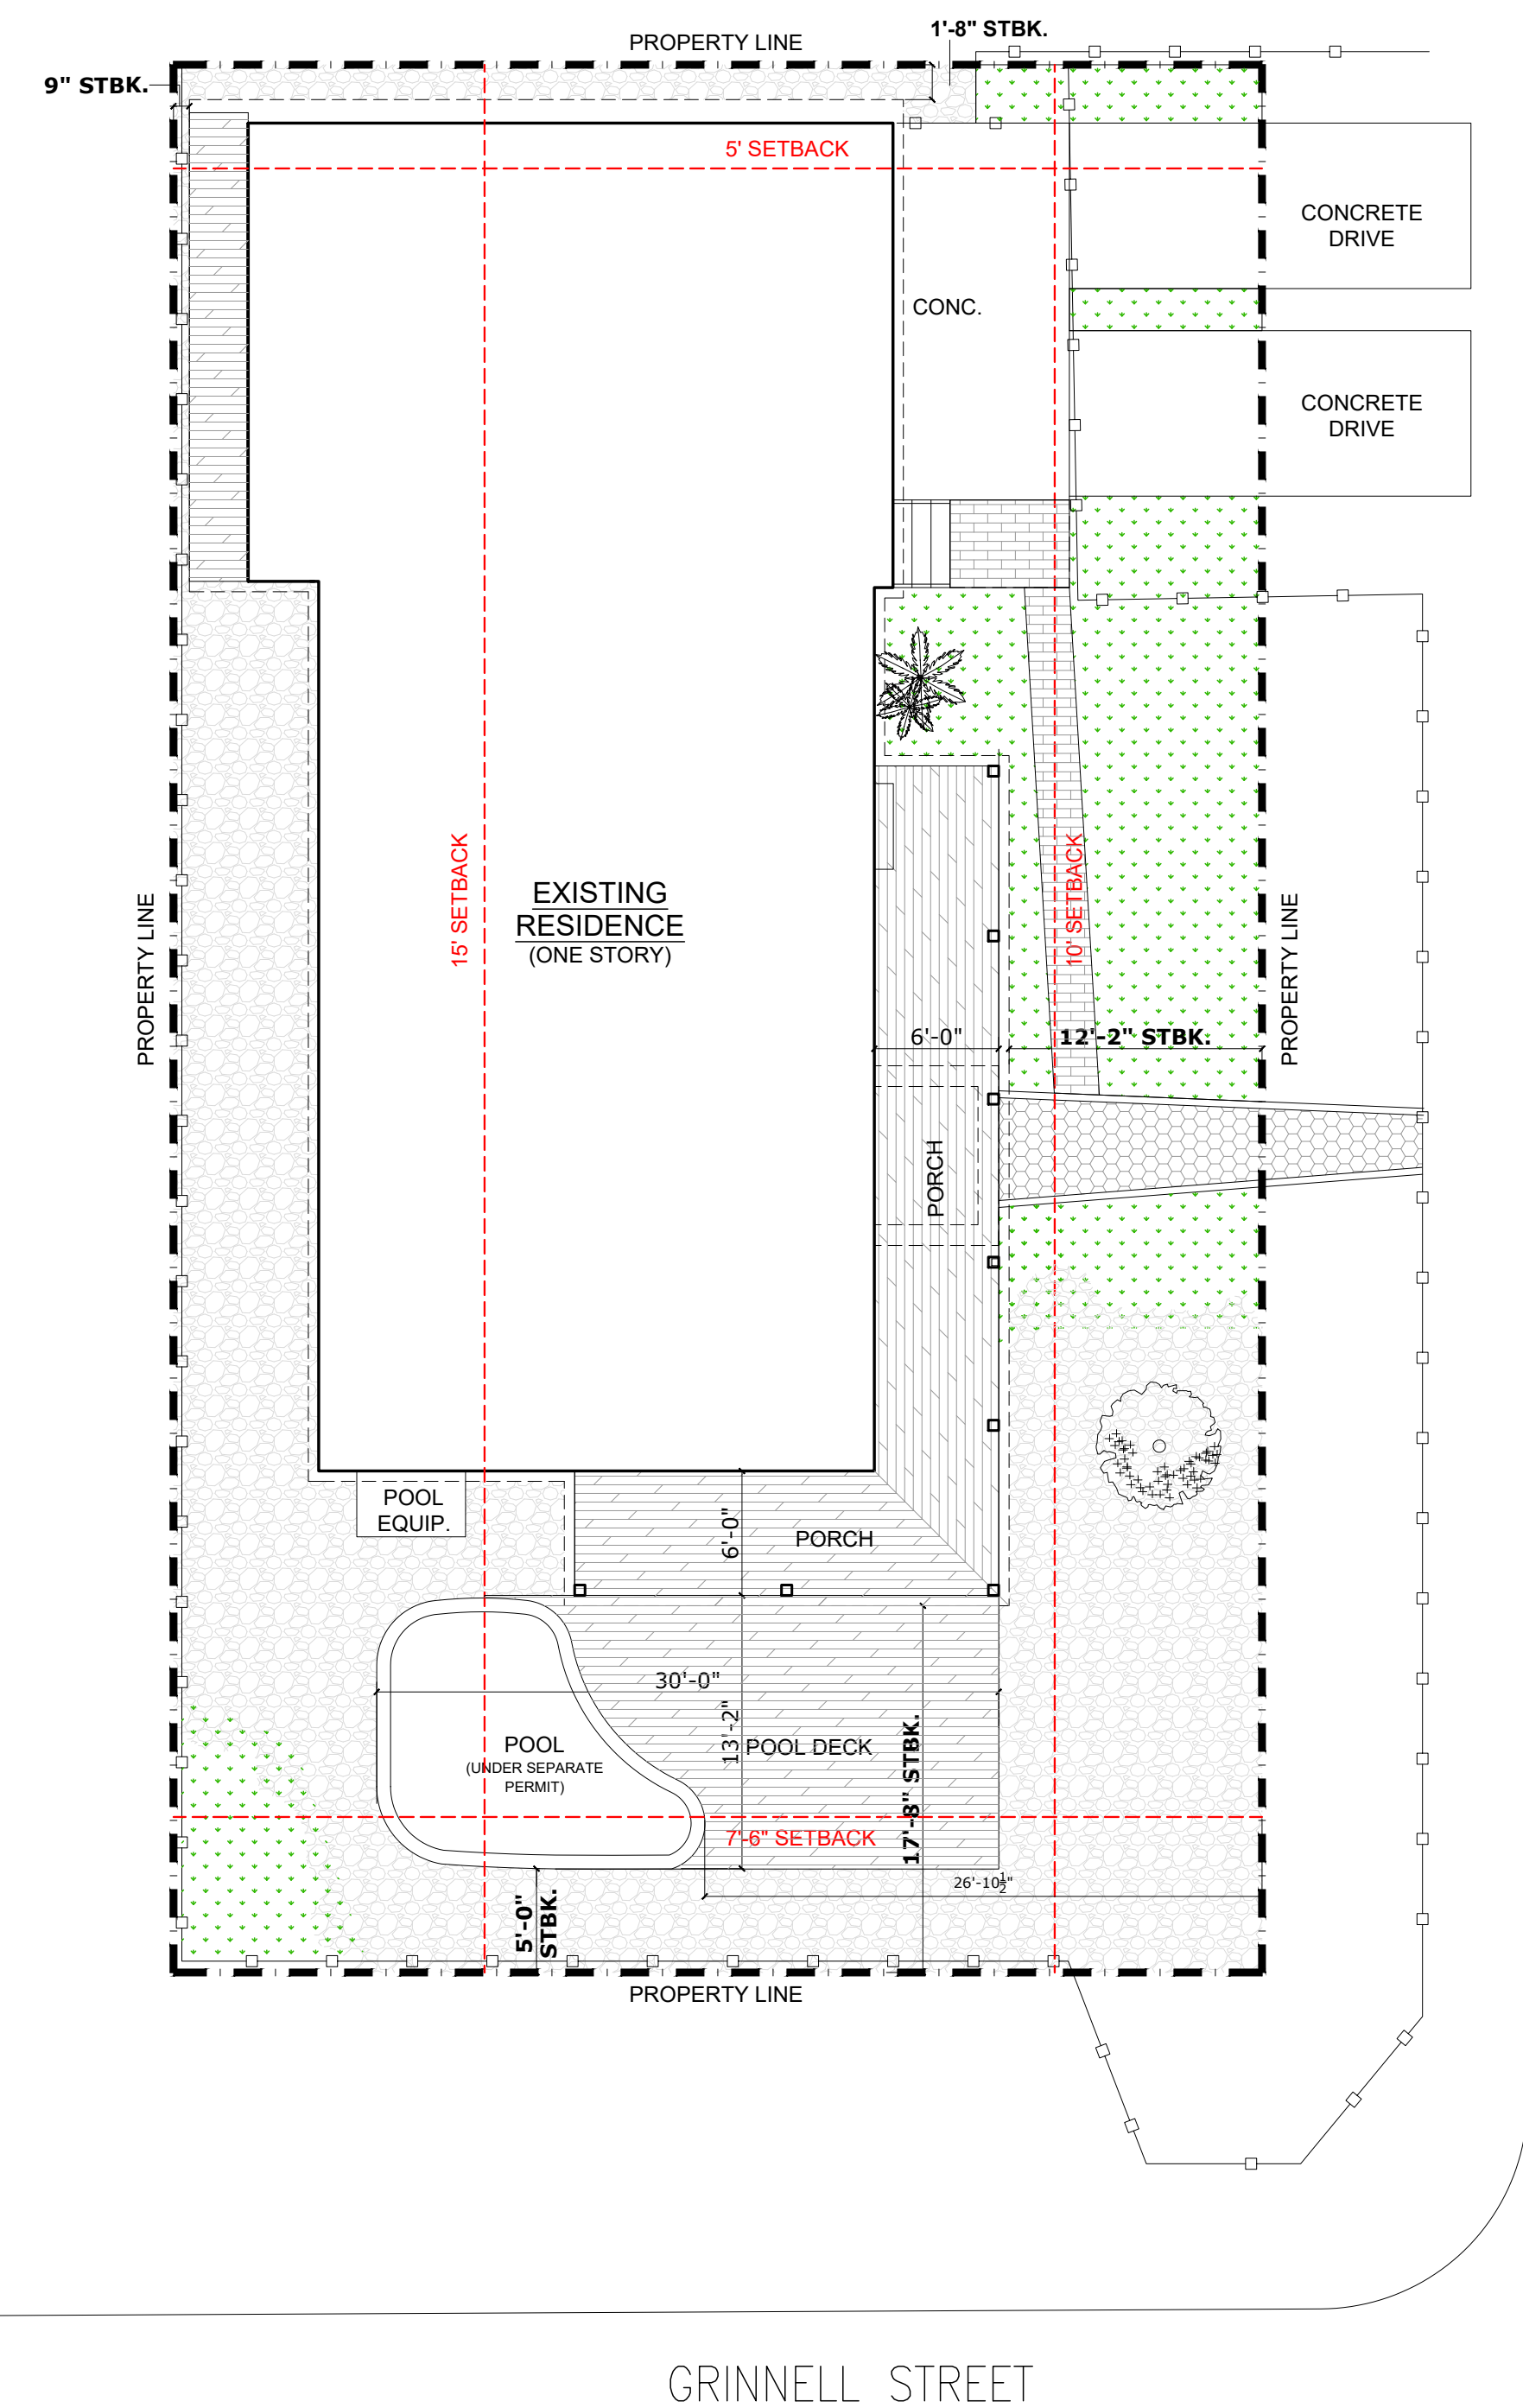 1'-8" STBK.
PROPERTY LINE
9" STBK.
5' SETBACK
CONCRETE
DRIVE
CONC.
CONCRETE
DRIVE
15' SETBACK
EXISTING
RESIDENCE
(ONE STORY)
10' SETBACK
PROPERTY LINE
PROPERTY LINE
6'-0"
12'-2" STBK.
PORCH
POOL
EQUIP.
6'-0"
PORCH
30'-0"
13'-2"
POOL DECK
17'-8" STBK.
POOL
(UNDER SEPARATE
PERMIT)
7'-6" SETBACK
26'-10½"
5'-0"
STBK.
PROPERTY LINE
GRINNELL STREET